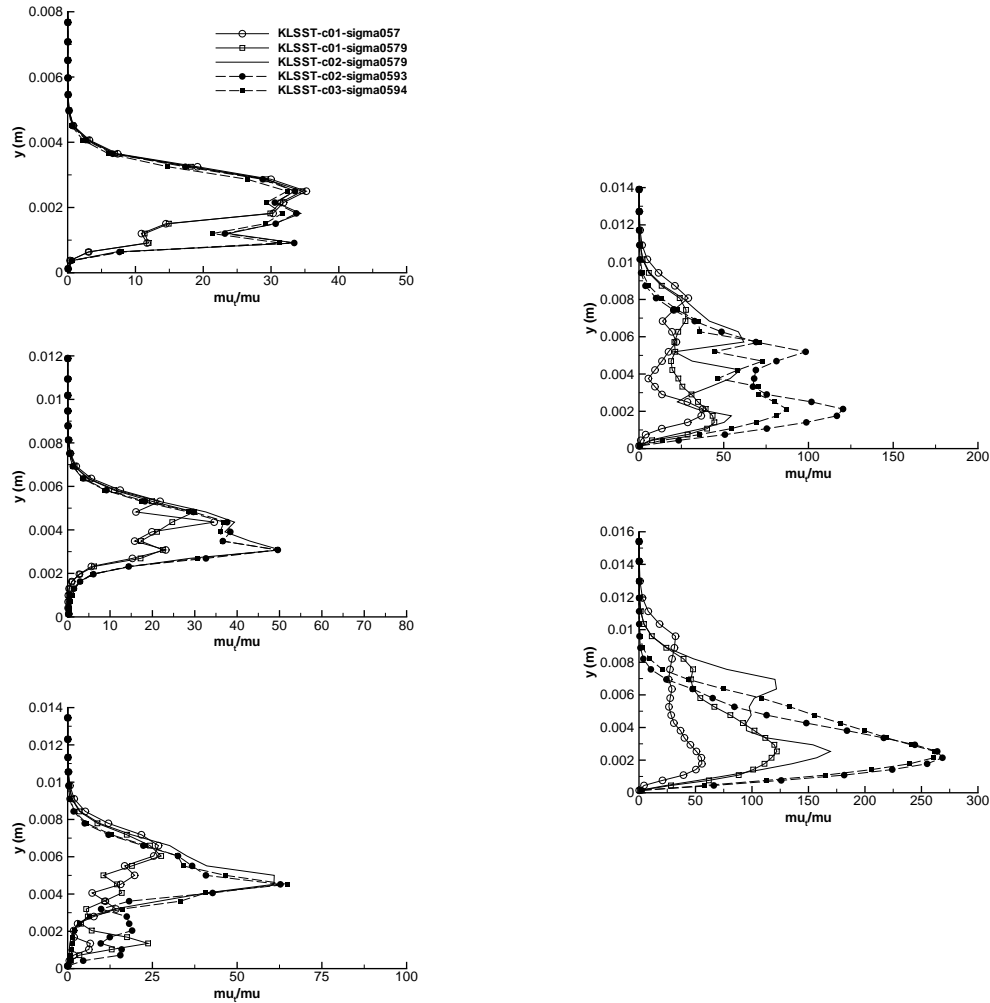 0.008
KLSST-c01-sigma057
KLSST-c01-sigma0579
KLSST-c02-sigma0579
KLSST-c02-sigma0593
KLSST-c03-sigma0594
0.006
y (m)
0.004
0.002
0
0 10 20 30 40 50
mu_t/mu
0.012
0.010
0.008
y (m)
0.006
0.004
0.002
0
0 10 20 30 40 50 60 70 80
mu_t/mu
0.014
0.012
0.010
y (m)
0.008
0.006
0.004
0.002
0
0 25 50 75 100
mu_t/mu
0.014
0.012
0.010
y (m)
0.008
0.006
0.004
0.002
0
0 50 100 150 200
mu_t/mu
0.016
0.014
0.012
0.010
y (m)
0.008
0.006
0.004
0.002
0
0 50 100 150 200 250 300
mu_t/mu